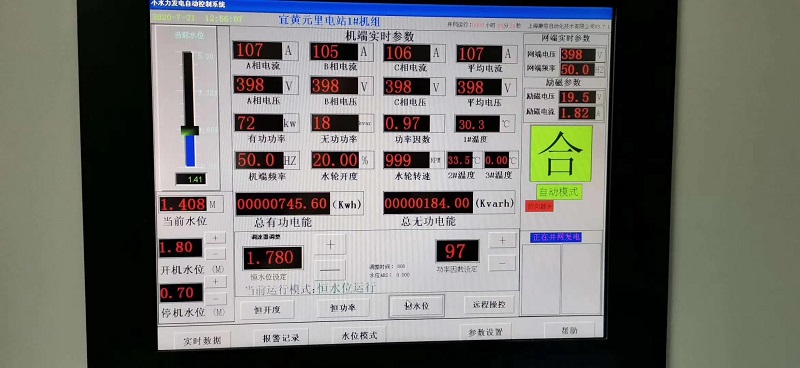 小水力发电自动控制系统
2020-7-21 12:56:07
宜黄元里电站1#机组
当前水位
1.41
1.408 M
当前水位
1.80
开机水位 (M)
0.70
停机水位 (M)
机端实时参数
107 A 105 A 106 A 107 A
A相电流 B相电流 C相电流 平均电流
398 V 398 V 398 V 398 V
A相电压 B相电压 C相电压 平均电压
72 kw 18 kvar 0.97 30.3 ℃
有功功率 无功功率 功率因数 1#温度
50.0 HZ 20.00 % 999 RPM 33.5 ℃ 0.00 ℃
机端频率 水轮开度 水轮转速 2#温度 3#温度
00000745.60 (Kwh) 00000184.00 (Kvarh)
总有功电能 总无功电能
调速器调整
1.780
恒水位设定
97
功率因数设定
当前运行模式:恒水位运行
恒开度 恒功率 恒水位 远程操控
网端实时参数
网端电压 398 V
网端频率 50.0 HZ
励磁参数
励磁电压 19.5 V
励磁电流 1.82 A
合
自动模式
正在并网发电
实时数据 报警记录 水位模式 参数设置 帮助